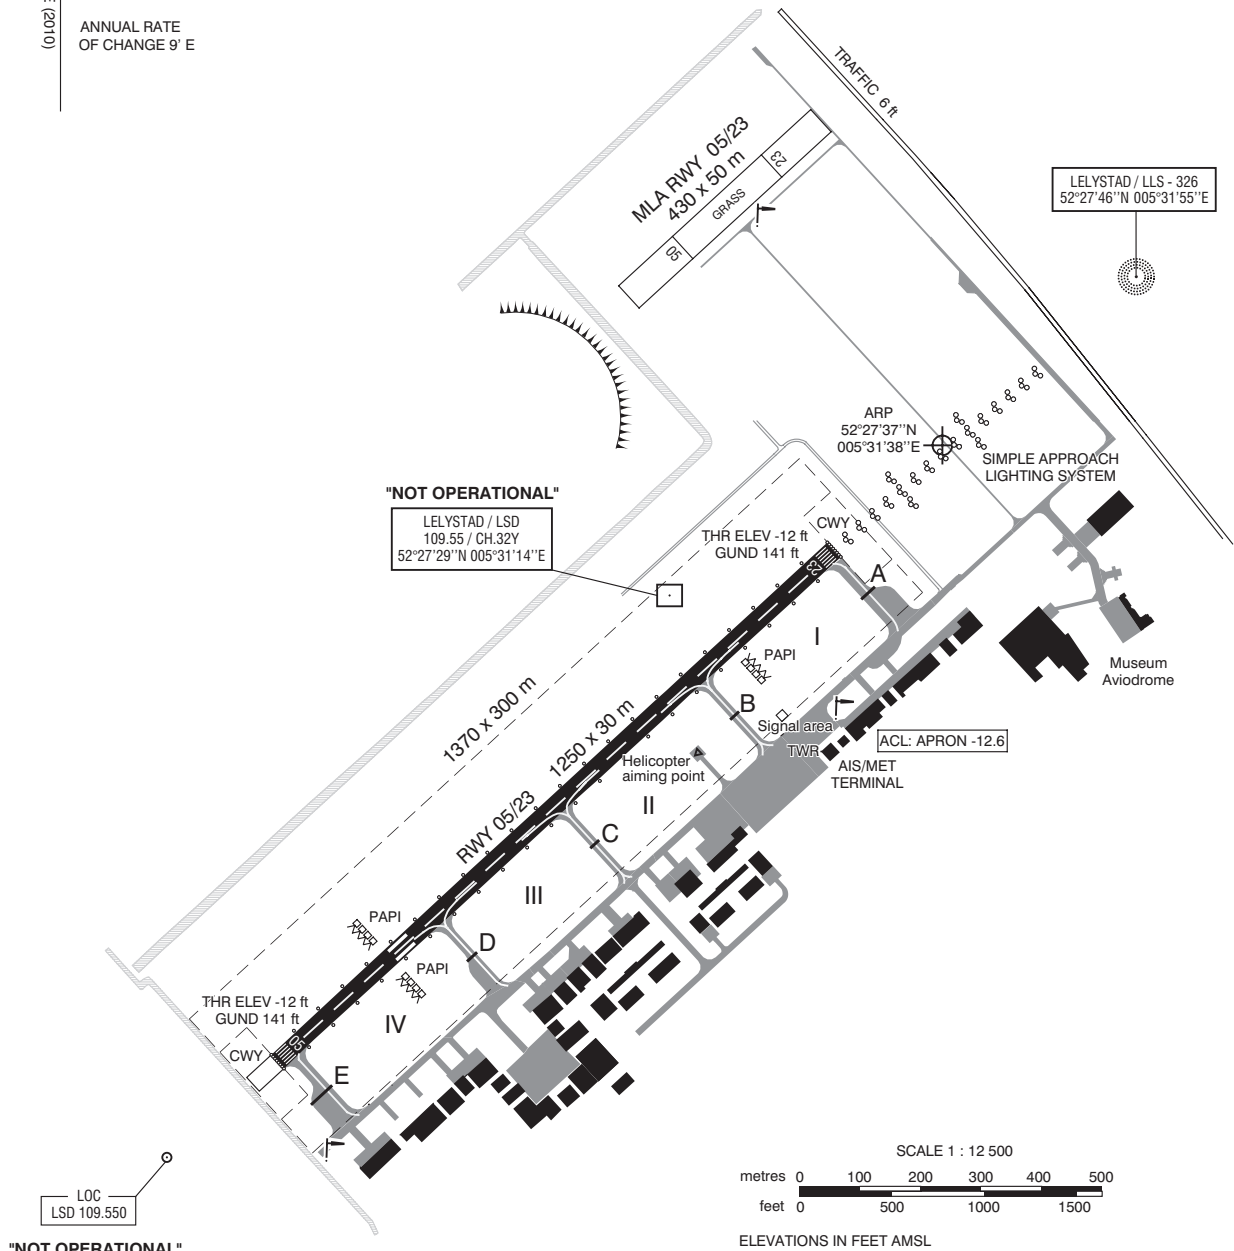 E (2010)
ANNUAL RATE
OF CHANGE 9' E
TRAFFIC 6 ft
MLA RWY 05/23
430 x 50 m
23
GRASS
05
LELYSTAD / LLS - 326
52°27'46''N 005°31'55''E
ARP
52°27'37''N
005°31'38''E
SIMPLE APPROACH
LIGHTING SYSTEM
"NOT OPERATIONAL"
LELYSTAD / LSD
109.55 / CH.32Y
52°27'29''N 005°31'14''E
CWY
THR ELEV -12 ft
GUND 141 ft
23
A
I
PAPI
Museum
Aviodrome
B
1370 x 300 m
1250 x 30 m
Signal area
TWR
ACL: APRON -12.6
AIS/MET
TERMINAL
Helicopter
aiming point
II
RWY 05/23
C
III
PAPI
D
PAPI
THR ELEV -12 ft
GUND 141 ft
IV
05
CWY
E
LOC
LSD 109.550
"NOT OPERATIONAL"
SCALE 1 : 12 500
metres 0 100 200 300 400 500
feet 0 500 1000 1500
ELEVATIONS IN FEET AMSL